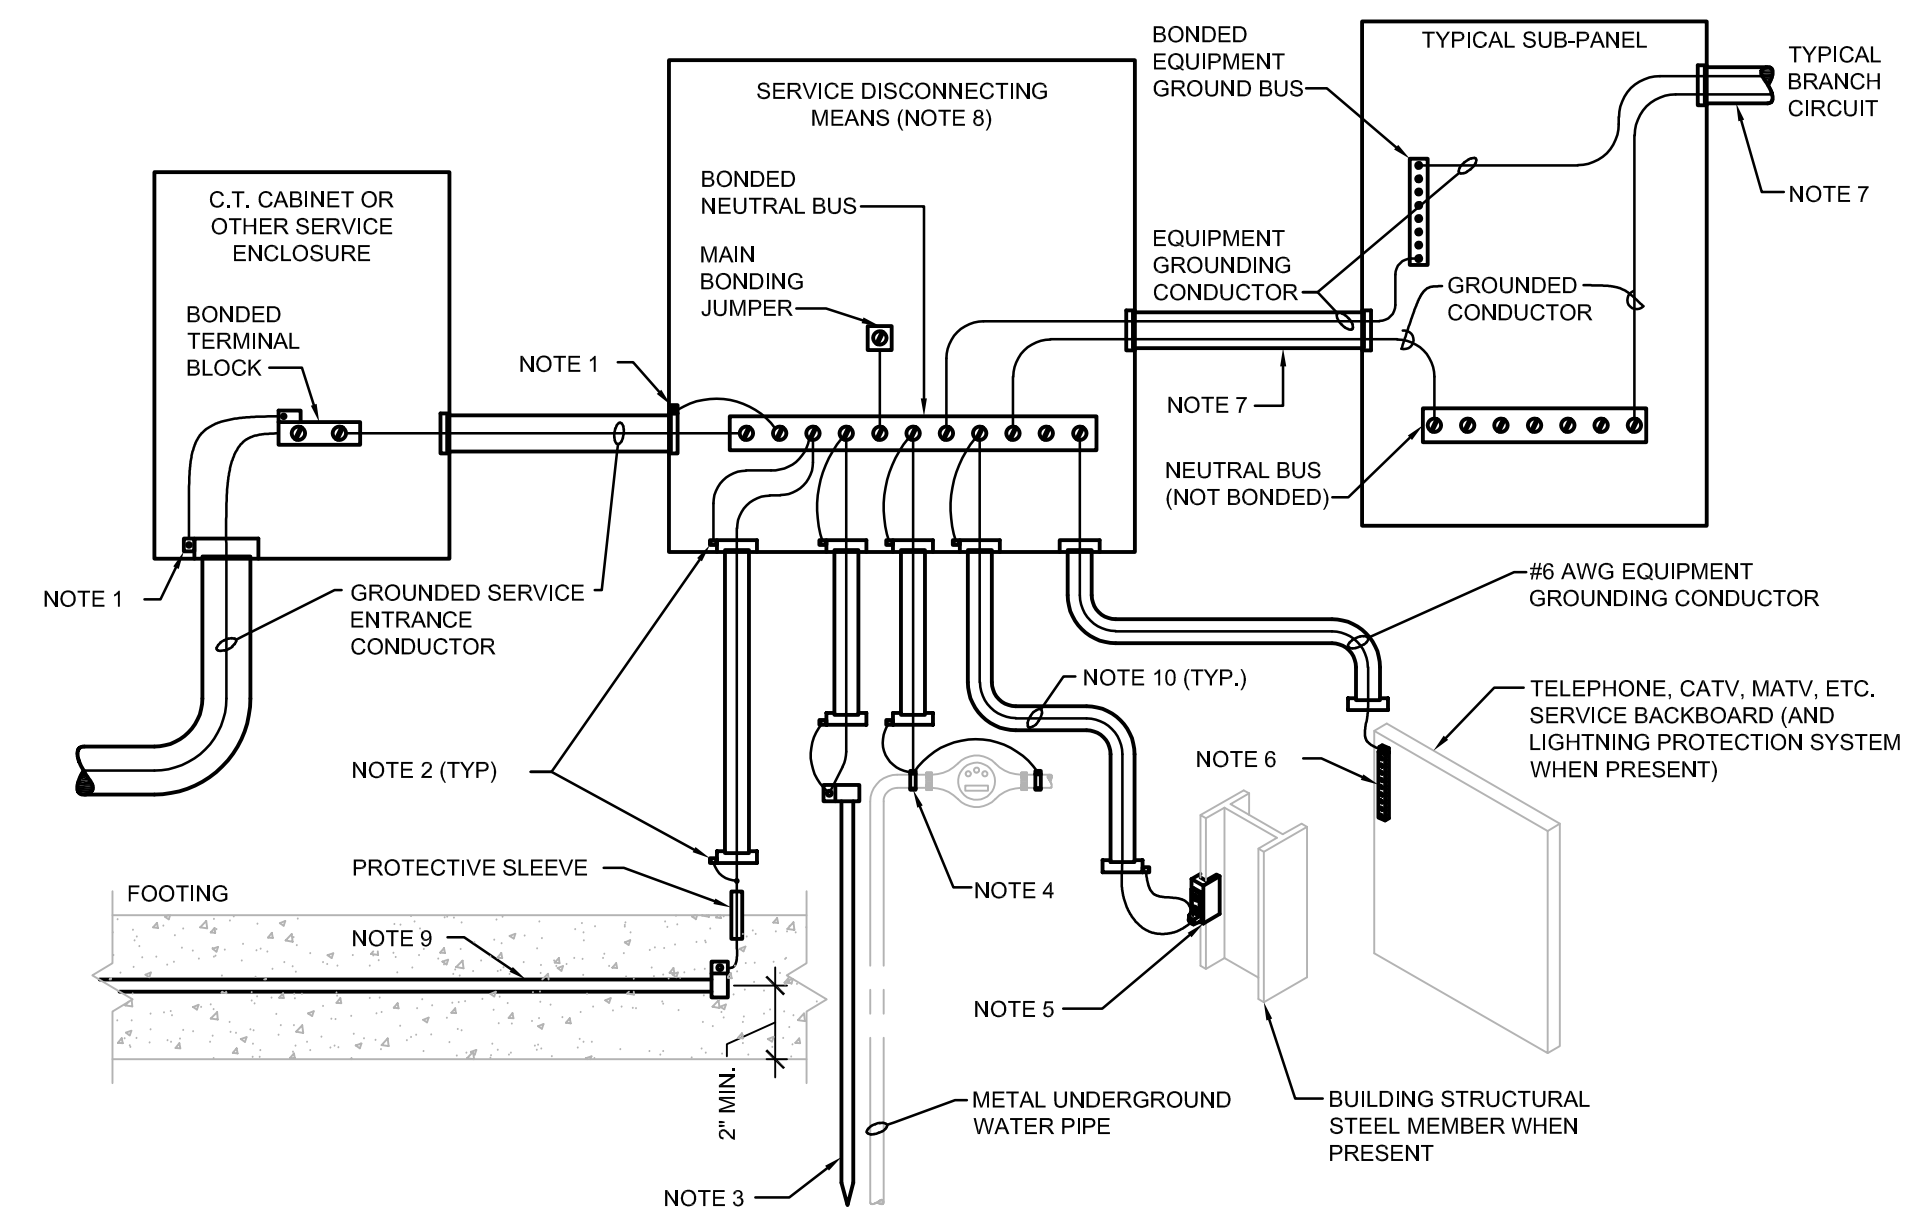 BONDED
EQUIPMENT
GROUND BUS
TYPICAL SUB-PANEL
TYPICAL
BRANCH
CIRCUIT
NOTE 7
SERVICE DISCONNECTING
MEANS (NOTE 8)
C.T. CABINET OR
OTHER SERVICE
ENCLOSURE
BONDED
NEUTRAL BUS
MAIN
BONDING
JUMPER
EQUIPMENT
GROUNDING
CONDUCTOR
GROUNDED
CONDUCTOR
BONDED
TERMINAL
BLOCK
NOTE 1
NOTE 7
NEUTRAL BUS
(NOT BONDED)
NOTE 1
GROUNDED SERVICE
ENTRANCE
CONDUCTOR
#6 AWG EQUIPMENT
GROUNDING CONDUCTOR
NOTE 10 (TYP.)
TELEPHONE, CATV, MATV, ETC.
SERVICE BACKBOARD (AND
LIGHTNING PROTECTION SYSTEM
WHEN PRESENT)
NOTE 2 (TYP)
NOTE 6
PROTECTIVE SLEEVE
NOTE 4
FOOTING
NOTE 9
NOTE 5
2" MIN.
METAL UNDERGROUND
WATER PIPE
BUILDING STRUCTURAL
STEEL MEMBER WHEN
PRESENT
NOTE 3